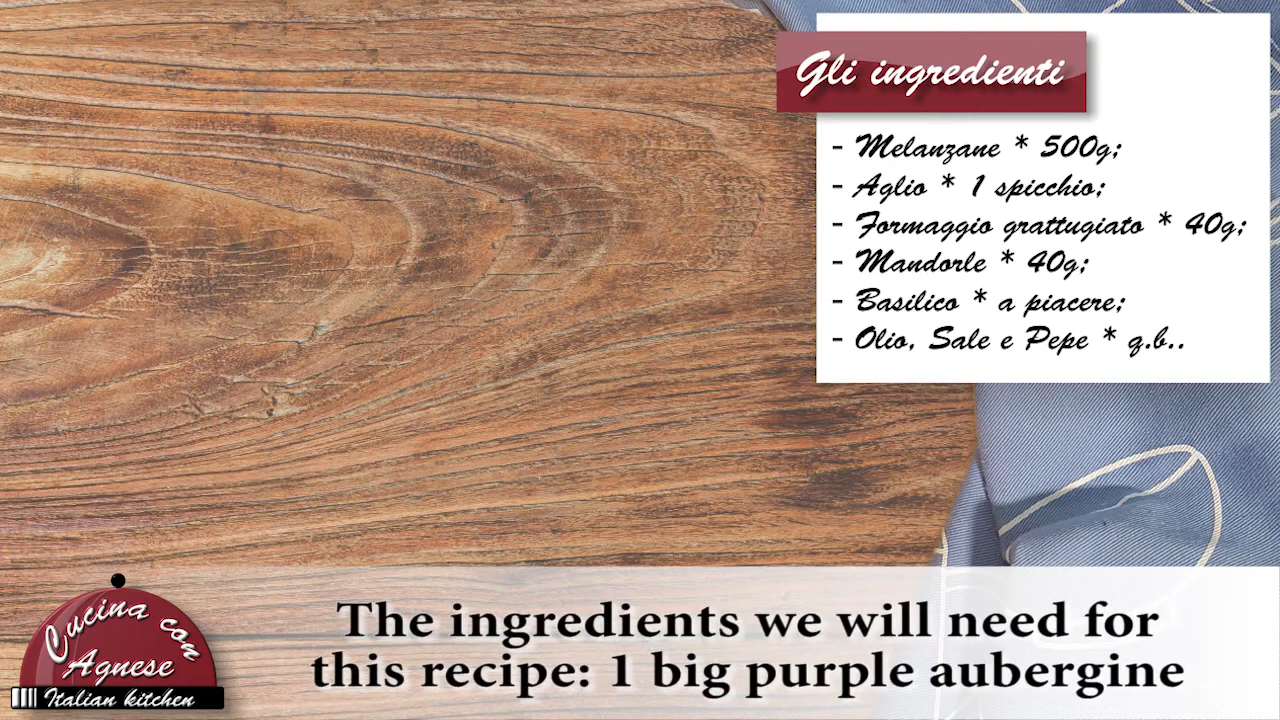 Gli ingredienti
- Melanzane * 500g;
- Aglio * 1 spicchio;
- Formaggio grattugiato * 40g;
- Mandorle * 40g;
- Basilico * a piacere;
- Olio, Sale e Pepe * q.b..
The ingredients we will need for
this recipe: 1 big purple aubergine
Cucina con
Agnese
Italian kitchen